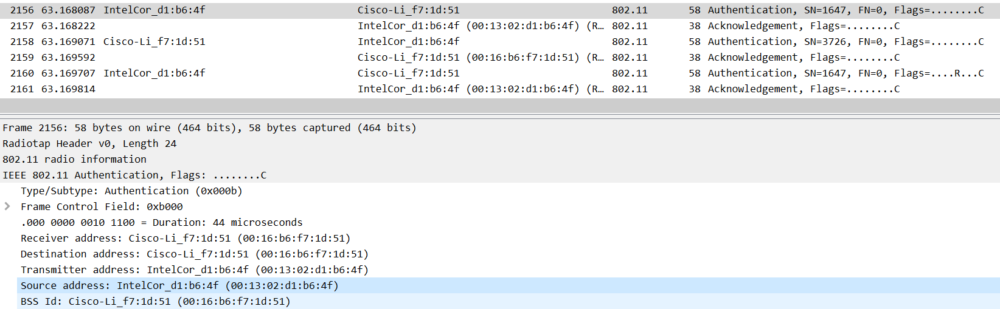 2156 63.168087 IntelCor_d1:b6:4f Cisco-Li_f7:1d:51 802.11 58 Authentication, SN=1647, FN=0, Flags=........C
2157 63.168222 IntelCor_d1:b6:4f (00:13:02:d1:b6:4f) (R… 802.11 38 Acknowledgement, Flags=........C
2158 63.169071 Cisco-Li_f7:1d:51 IntelCor_d1:b6:4f 802.11 58 Authentication, SN=3726, FN=0, Flags=........C
2159 63.169592 Cisco-Li_f7:1d:51 (00:16:b6:f7:1d:51) (R… 802.11 38 Acknowledgement, Flags=........C
2160 63.169707 IntelCor_d1:b6:4f Cisco-Li_f7:1d:51 802.11 58 Authentication, SN=1647, FN=0, Flags=....R...C
2161 63.169814 IntelCor_d1:b6:4f (00:13:02:d1:b6:4f) (R… 802.11 38 Acknowledgement, Flags=........C
Frame 2156: 58 bytes on wire (464 bits), 58 bytes captured (464 bits)
Radiotap Header v0, Length 24
802.11 radio information
IEEE 802.11 Authentication, Flags: ........C
Type/Subtype: Authentication (0x000b)
Frame Control Field: 0xb000
.000 0000 0010 1100 = Duration: 44 microseconds
Receiver address: Cisco-Li_f7:1d:51 (00:16:b6:f7:1d:51)
Destination address: Cisco-Li_f7:1d:51 (00:16:b6:f7:1d:51)
Transmitter address: IntelCor_d1:b6:4f (00:13:02:d1:b6:4f)
Source address: IntelCor_d1:b6:4f (00:13:02:d1:b6:4f)
BSS Id: Cisco-Li_f7:1d:51 (00:16:b6:f7:1d:51)